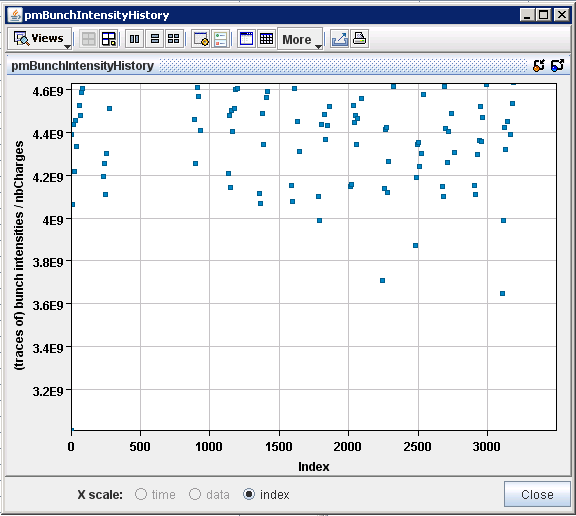 pmBunchIntensityHistory
Views
More
pmBunchIntensityHistory
(traces of) bunch intensities / nbCharges
4.6E9
4.4E9
4.2E9
4E9
3.8E9
3.6E9
3.4E9
3.2E9
0 500 1000 1500 2000 2500 3000
Index
X scale: time data index
Close